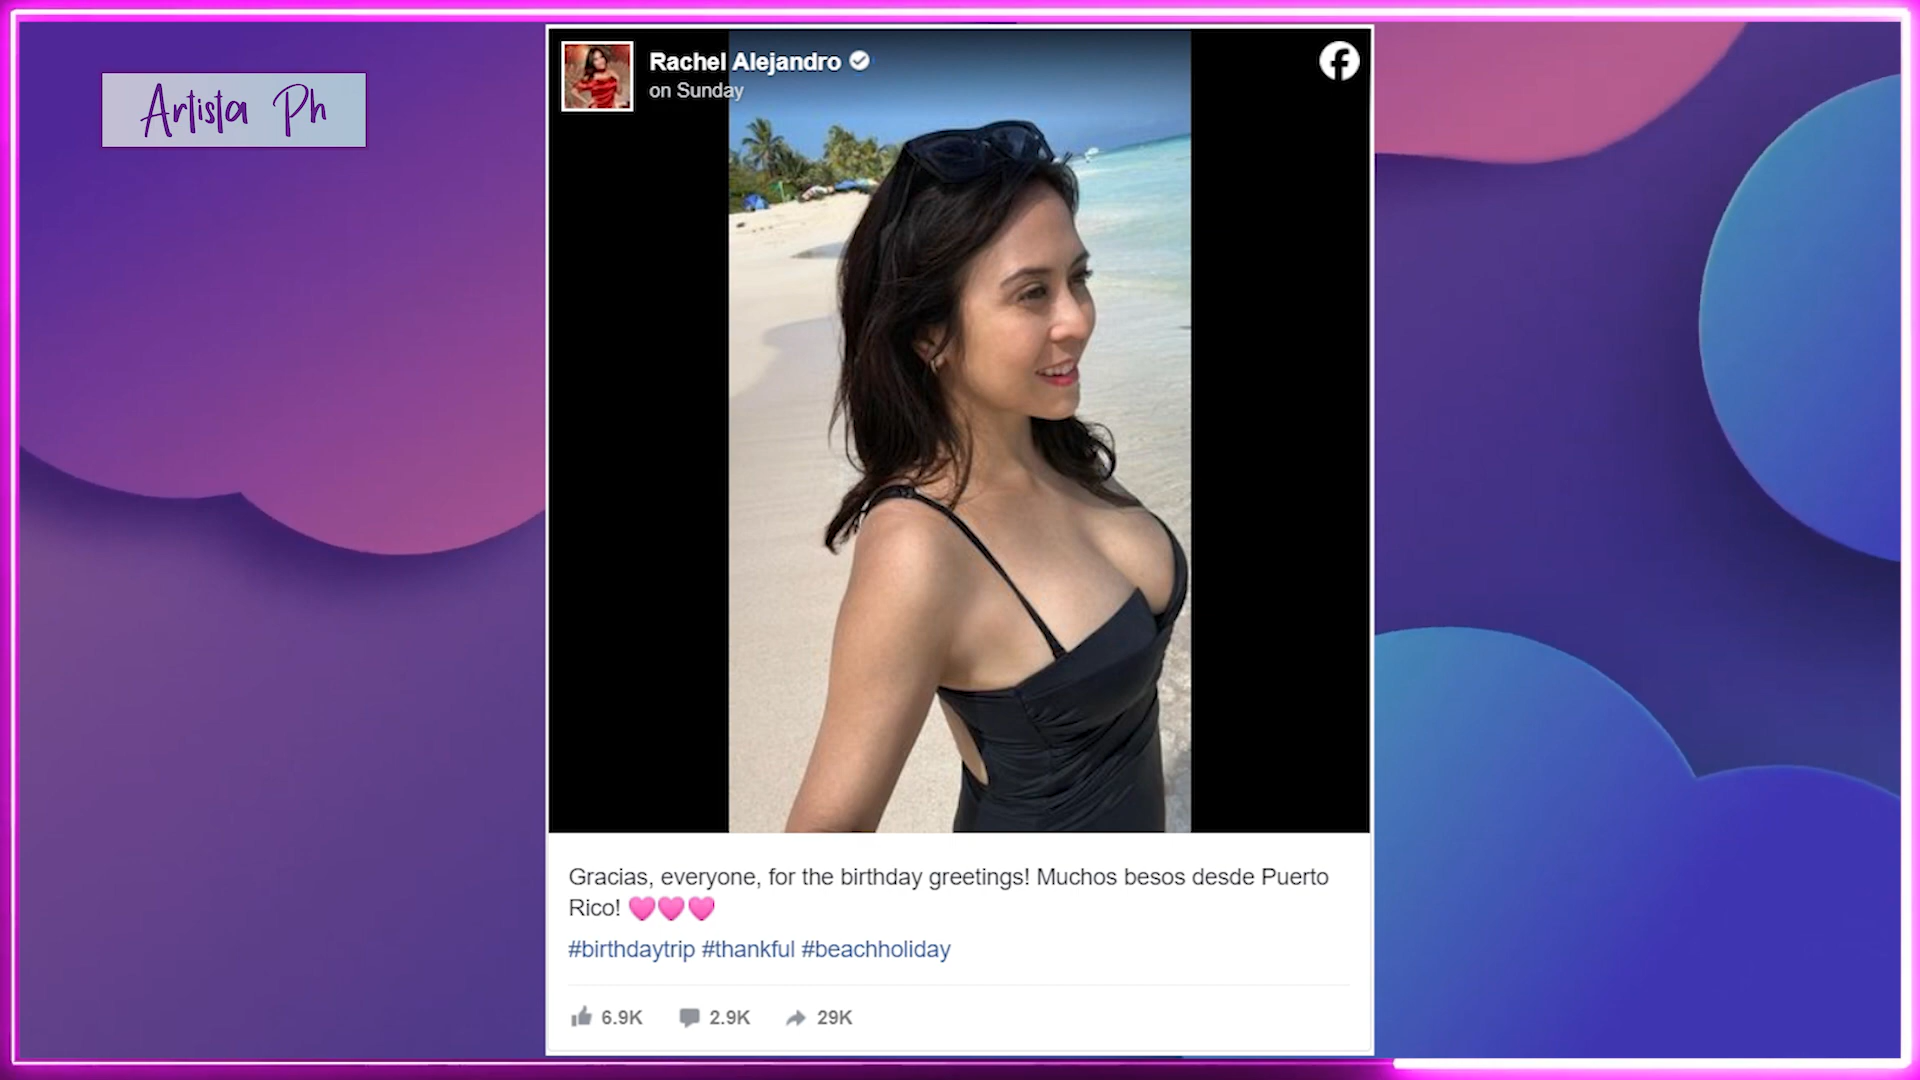 Artista Ph
Rachel Alejandro
on Sunday
Gracias, everyone, for the birthday greetings! Muchos besos desde Puerto
Rico! 🩷🩷🩷
#birthdaytrip #thankful #beachholiday
6.9K 2.9K 29K